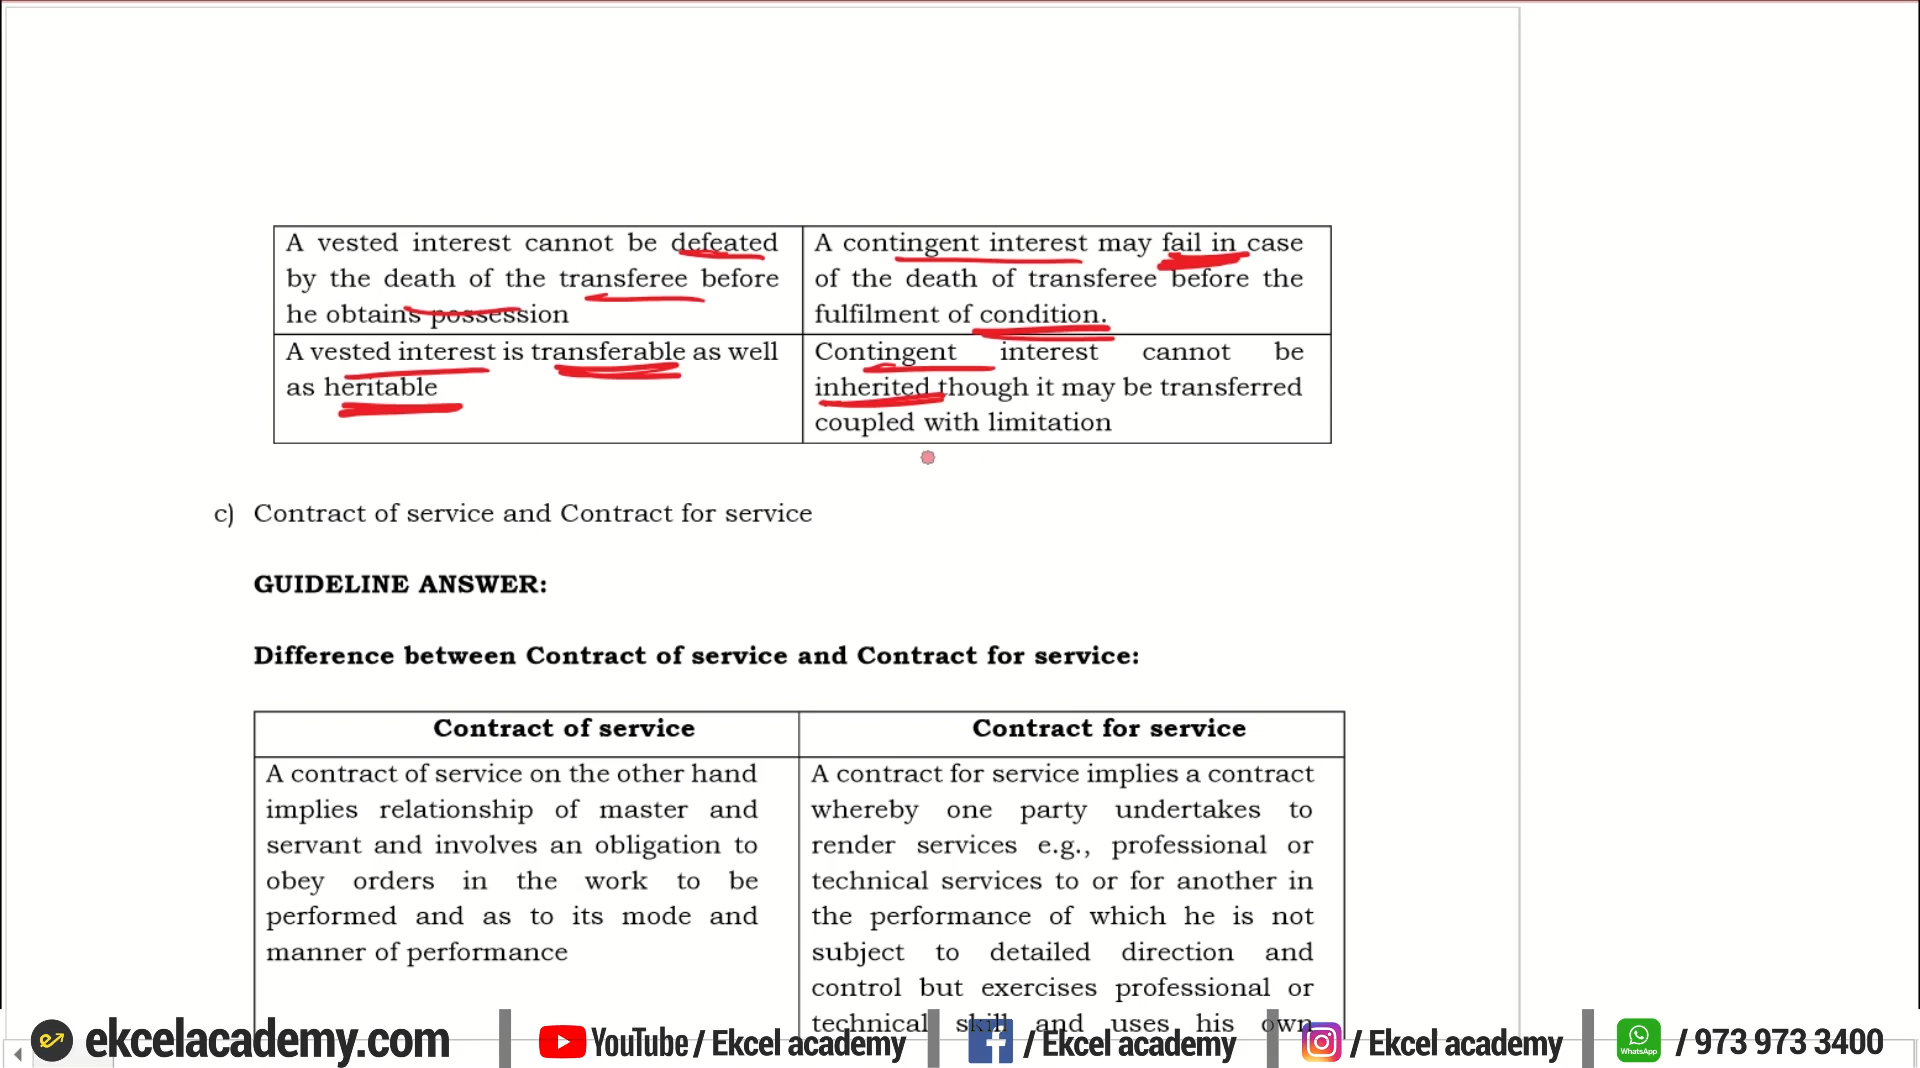 A vested interest cannot be defeated
by the death of the transferee before
he obtains possession
A contingent interest may fail in case
of the death of transferee before the
fulfilment of condition.
A vested interest is transferable as well
as heritable
Contingent interest cannot be
inherited though it may be transferred
coupled with limitation
c) Contract of service and Contract for service
GUIDELINE ANSWER:
Difference between Contract of service and Contract for service:
Contract of service
Contract for service
A contract of service on the other hand
implies relationship of master and
servant and involves an obligation to
obey orders in the work to be
performed and as to its mode and
manner of performance
A contract for service implies a contract
whereby one party undertakes to
render services e.g., professional or
technical services to or for another in
the performance of which he is not
subject to detailed direction and
control but exercises professional or
technical skill and uses his own
ekcelacademy.com
YouTube / Ekcel academy
/ Ekcel academy
/ Ekcel academy
WhatsApp
/ 973 973 3400